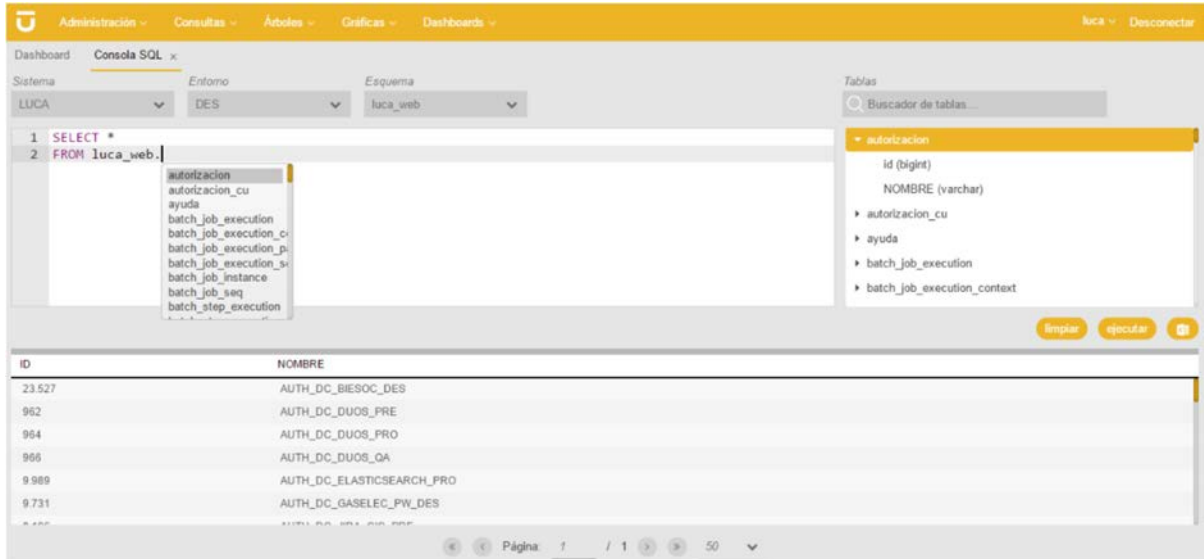 Administración Consultas Árboles Gráficas Dashboards luca Desconectar
Dashboard Consola SQL ×
Sistema Entorno Esquema Tablas
LUCA DES luca_web Buscador de tablas...
1 SELECT *
2 FROM luca_web.
autorizacion
autorizacion_cu
ayuda
batch_job_execution
batch_job_execution_c
batch_job_execution_p
batch_job_execution_s
batch_job_instance
batch_job_seq
batch_step_execution
autorizacion
id (bigint)
NOMBRE (varchar)
autorizacion_cu
ayuda
batch_job_execution
batch_job_execution_context
limpiar ejecutar
ID NOMBRE
23.527 AUTH_DC_BIESOC_DES
962 AUTH_DC_DUOS_PRE
964 AUTH_DC_DUOS_PRO
966 AUTH_DC_DUOS_QA
9.989 AUTH_DC_ELASTICSEARCH_PRO
9.731 AUTH_DC_GASELEC_PW_DES
Página: 1 / 1 50